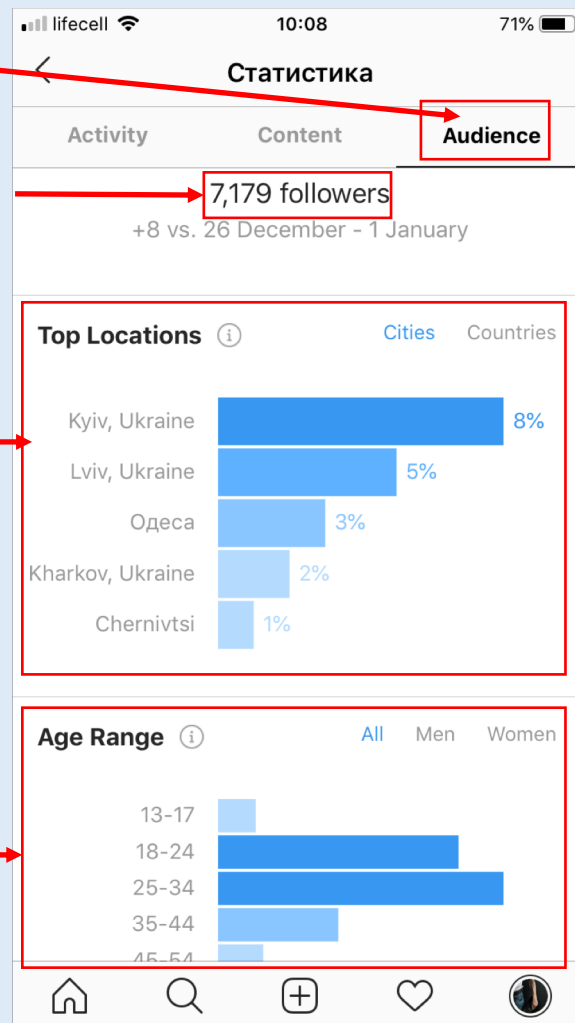 lifecell 10:08 71%
Статистика
Activity Content Audience
7,179 followers
+8 vs. 26 December - 1 January
Top Locations i Cities Countries
Kyiv, Ukraine 8%
Lviv, Ukraine 5%
Одеса 3%
Kharkov, Ukraine 2%
Chernivtsi 1%
Age Range i All Men Women
13-17
18-24
25-34
35-44
45-54